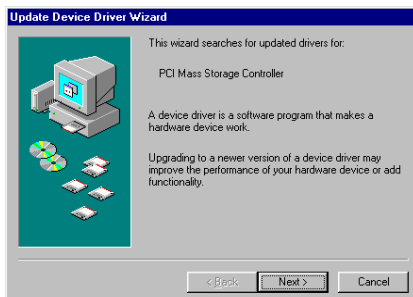 Update Device Driver Wizard
This wizard searches for updated drivers for:
PCI Mass Storage Controller
A device driver is a software program that makes a
hardware device work.
Upgrading to a newer version of a device driver may
improve the performance of your hardware device or add
functionality.
< Back
Next >
Cancel